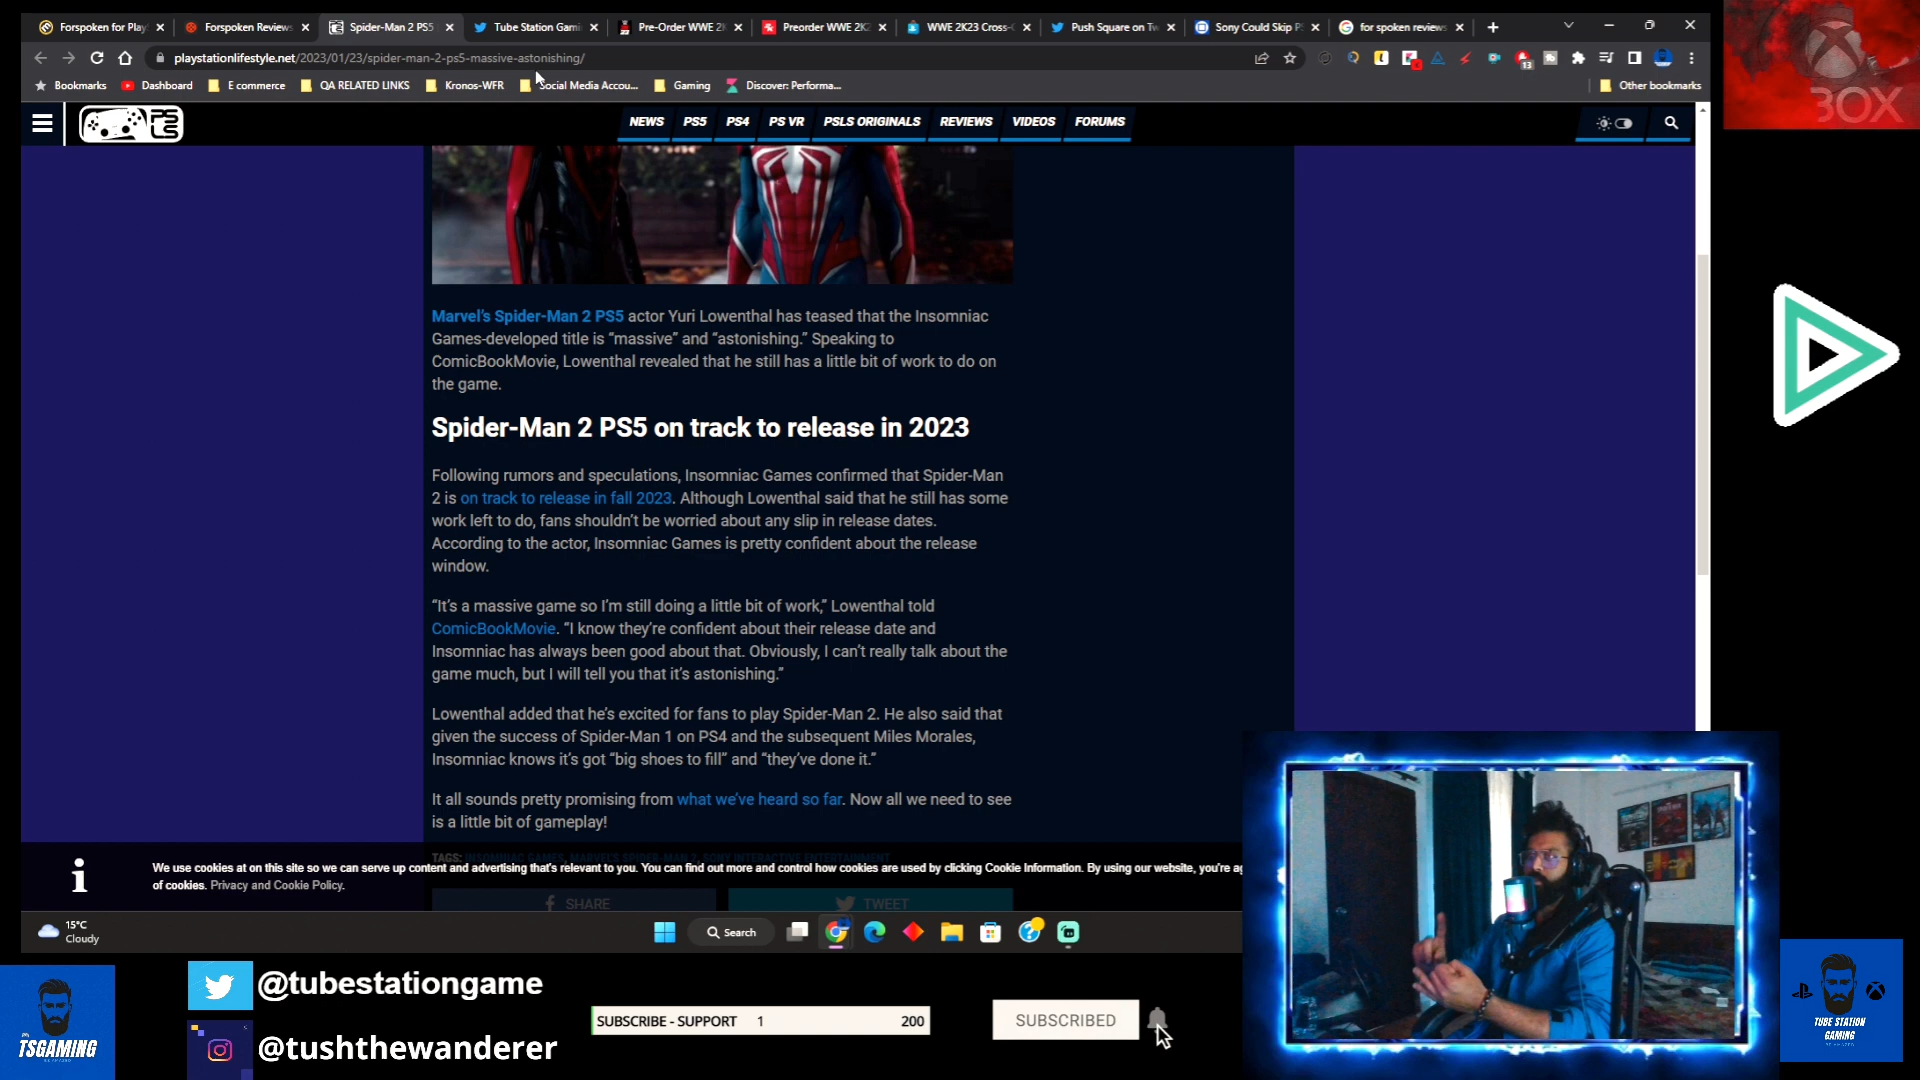 Forspoken for Play
Forspoken Reviews
Spider-Man 2 PS5
Tube Station Gami
Pre-Order WWE 2K
Preorder WWE 2K2
WWE 2K23 Cross-
Push Square on Tw
Sony Could Skip P
for spoken reviews
playstationlifestyle.net/2023/01/23/spider-man-2-ps5-massive-astonishing/
13
Bookmarks
Dashboard
E commerce
QA RELATED LINKS
Kronos-WFR
Social Media Accou...
Gaming
Discover: Performa...
Other bookmarks
XBOX
PS
LS
NEWS
PS5
PS4
PS VR
PSLS ORIGINALS
REVIEWS
VIDEOS
FORUMS
Marvel's Spider-Man 2 PS5 actor Yuri Lowenthal has teased that the Insomniac
Games-developed title is “massive” and “astonishing.” Speaking to
ComicBookMovie, Lowenthal revealed that he still has a little bit of work to do on
the game.
Spider-Man 2 PS5 on track to release in 2023
Following rumors and speculations, Insomniac Games confirmed that Spider-Man
2 is on track to release in fall 2023. Although Lowenthal said that he still has some
work left to do, fans shouldn't be worried about any slip in release dates.
According to the actor, Insomniac Games is pretty confident about the release
window.
“It's a massive game so I'm still doing a little bit of work,” Lowenthal told
ComicBookMovie. “I know they're confident about their release date and
Insomniac has always been good about that. Obviously, I can't really talk about the
game much, but I will tell you that it's astonishing.”
Lowenthal added that he's excited for fans to play Spider-Man 2. He also said that
given the success of Spider-Man 1 on PS4 and the subsequent Miles Morales,
Insomniac knows it's got “big shoes to fill” and “they've done it.”
It all sounds pretty promising from what we've heard so far. Now all we need to see
is a little bit of gameplay!
TAGS: INSOMNIAC GAMES, MARVEL'S SPIDER-MAN 2, SONY INTERACTIVE ENTERTAINMENT
We use cookies at on this site so we can serve up content and advertising that's relevant to you. You can find out more and control how cookies are used by clicking Cookie Information. By using our website, you're ag
of cookies. Privacy and Cookie Policy.
SHARE
TWEET
15°C
Cloudy
Search
@tubestationgame
@tushthewanderer
SUBSCRIBE - SUPPORT 1 200
SUBSCRIBED
TSGAMING
TUBE STATION
GAMING